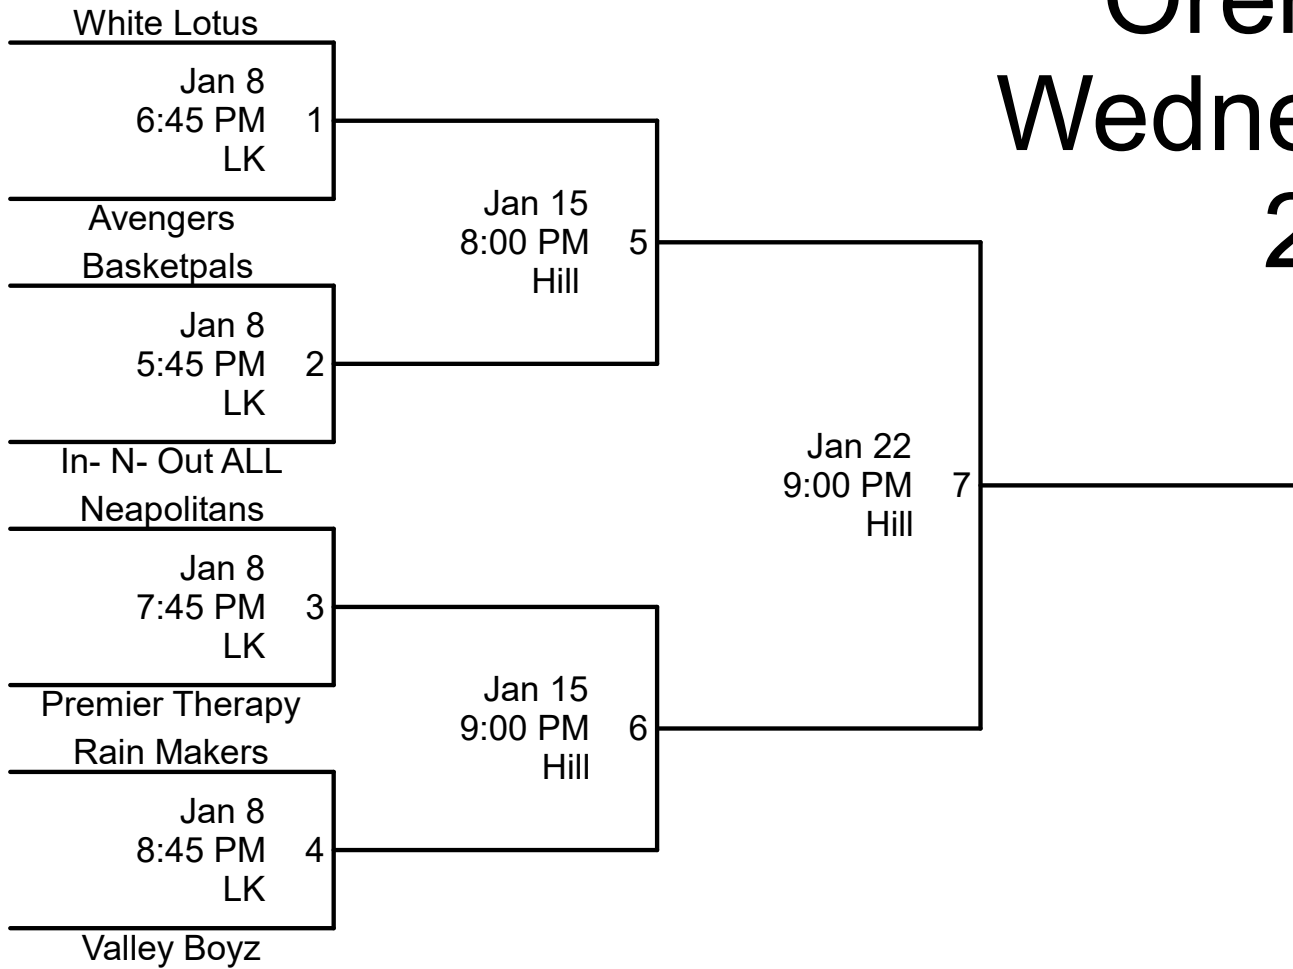 White Lotus
Jan 8
6:45 PM 1
LK
Avengers
Basketpals
Jan 8
5:45 PM 2
LK
In- N- Out ALL
Neapolitans
Jan 8
7:45 PM 3
LK
Premier Therapy
Rain Makers
Jan 8
8:45 PM 4
LK
Valley Boyz
Jan 15
8:00 PM 5
Hill
Jan 15
9:00 PM 6
Hill
Jan 22
9:00 PM 7
Hill